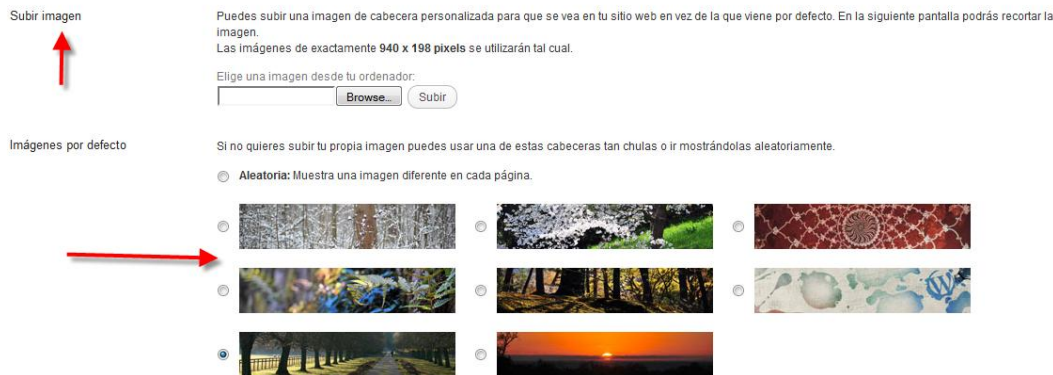 Subir imagen
Puedes subir una imagen de cabecera personalizada para que se vea en tu sitio web en vez de la que viene por defecto. En la siguiente pantalla podrás recortar la
imagen.
Las imágenes de exactamente 940 x 198 pixels se utilizarán tal cual.
Elige una imagen desde tu ordenador:
Browse... Subir
Imágenes por defecto
Si no quieres subir tu propia imagen puedes usar una de estas cabeceras tan chulas o ir mostrándolas aleatoriamente.
Aleatoria: Muestra una imagen diferente en cada página.